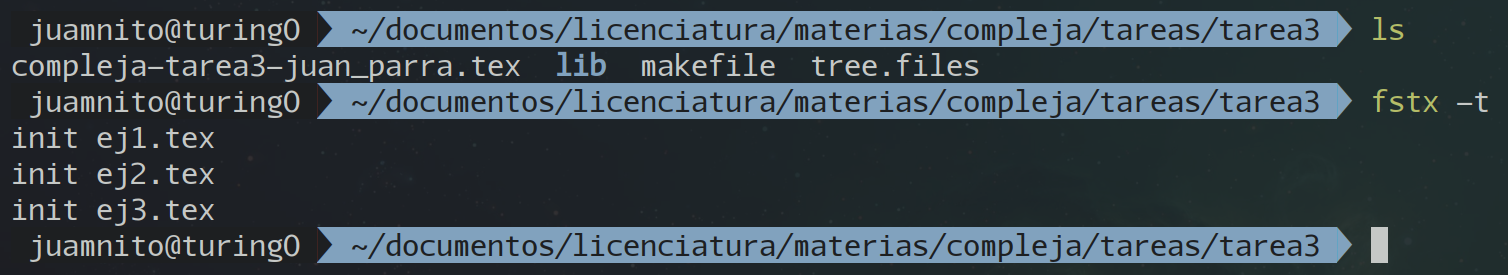 juamnito@turing0 ~/documentos/licenciatura/materias/compleja/tareas/tarea3 ls
compleja-tarea3-juan_parra.tex lib makefile tree.files
juamnito@turing0 ~/documentos/licenciatura/materias/compleja/tareas/tarea3 fstx -t
init ej1.tex
init ej2.tex
init ej3.tex
juamnito@turing0 ~/documentos/licenciatura/materias/compleja/tareas/tarea3